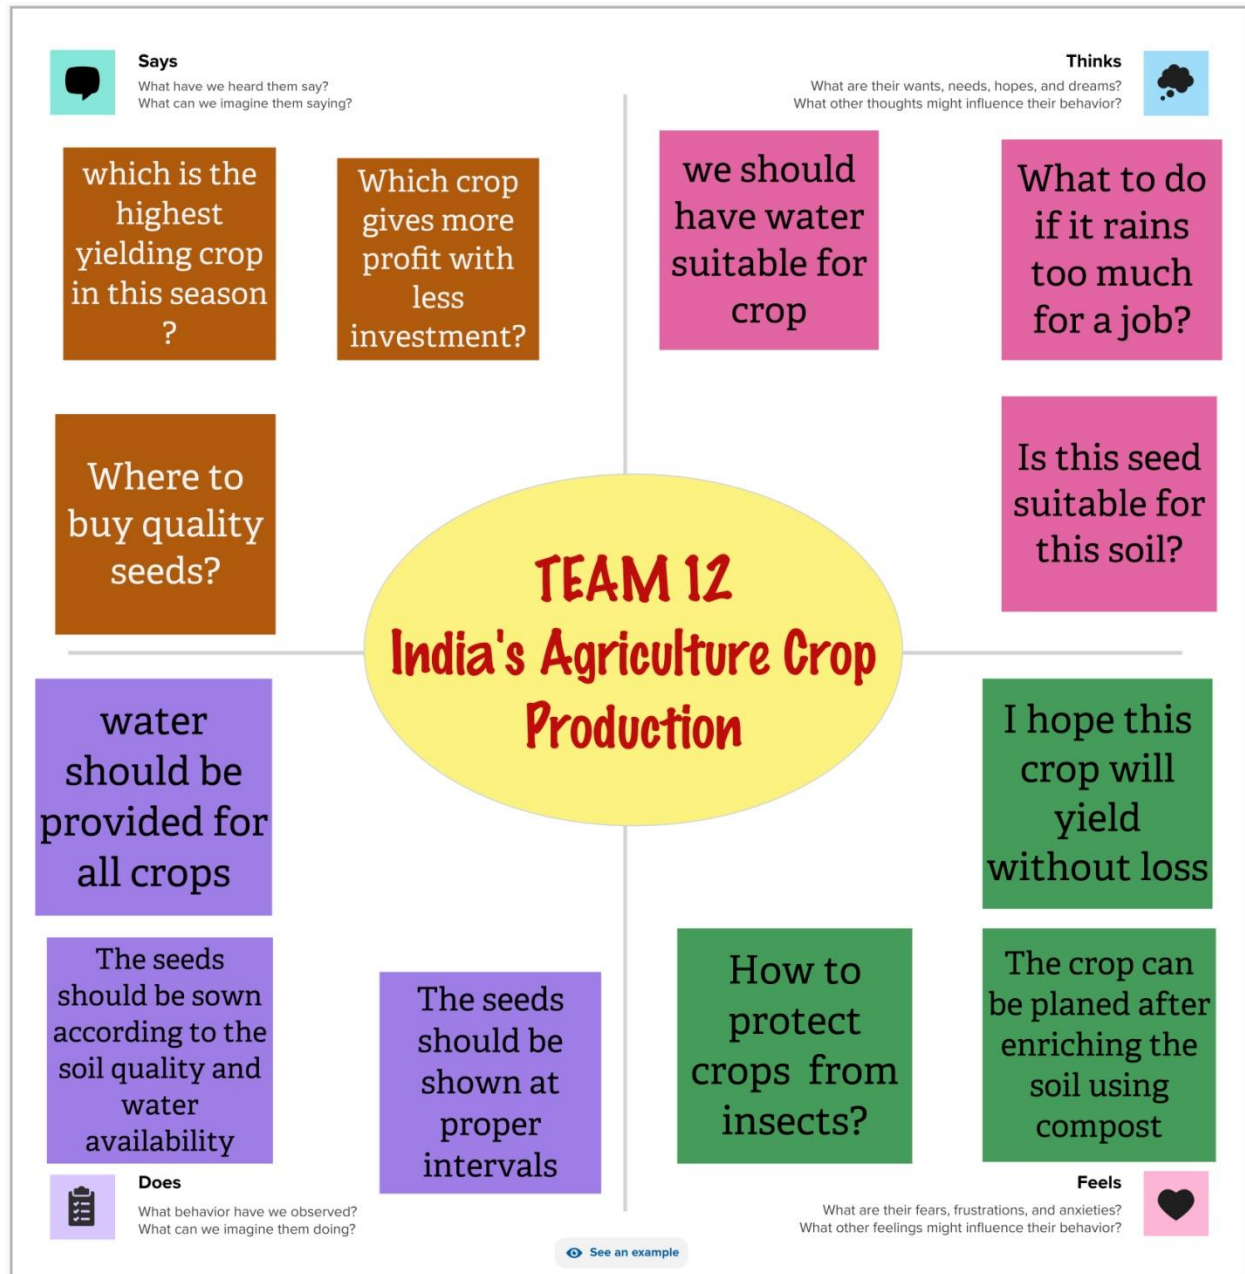 Says
What have we heard them say?
What can we imagine them saying?
Thinks
What are their wants, needs, hopes, and dreams?
What other thoughts might influence their behavior?
which is the
highest
yielding crop
in this season
?
Which crop
gives more
profit with
less
investment?
we should
have water
suitable for
crop
What to do
if it rains
too much
for a job?
Where to
buy quality
seeds?
Is this seed
suitable for
this soil?
TEAM 12
India's Agriculture Crop
Production
water
should be
provided for
all crops
I hope this
crop will
yield
without loss
The seeds
should be sown
according to the
soil quality and
water
availability
The seeds
should be
shown at
proper
intervals
How to
protect
crops from
insects?
The crop can
be planed after
enriching the
soil using
compost
Does
What behavior have we observed?
What can we imagine them doing?
Feels
What are their fears, frustrations, and anxieties?
What other feelings might influence their behavior?
See an example